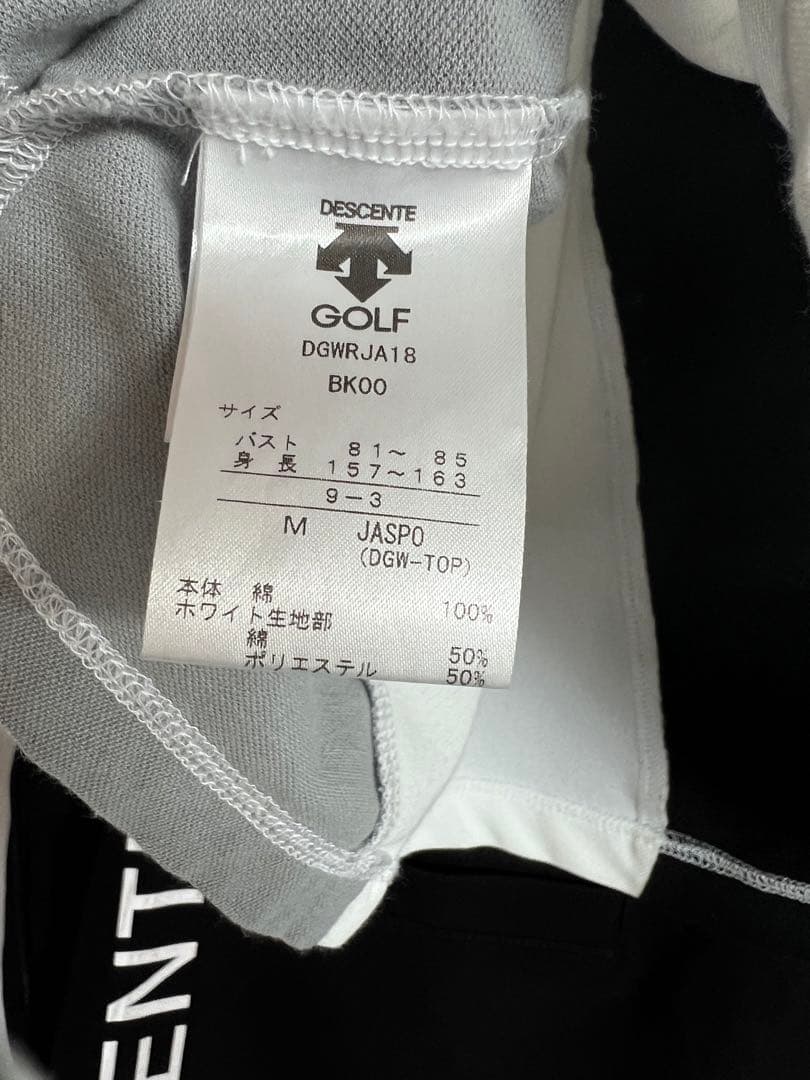 DESCENTE
GOLF
DGWRJA18
BK00
サイズ
バスト 81～ 85
身 長 157～163
9－3
M JASPO
(DGW-TOP)
本体 綿 100%
ホワイト生地部
綿 50%
ポリエステル 50%
ENT